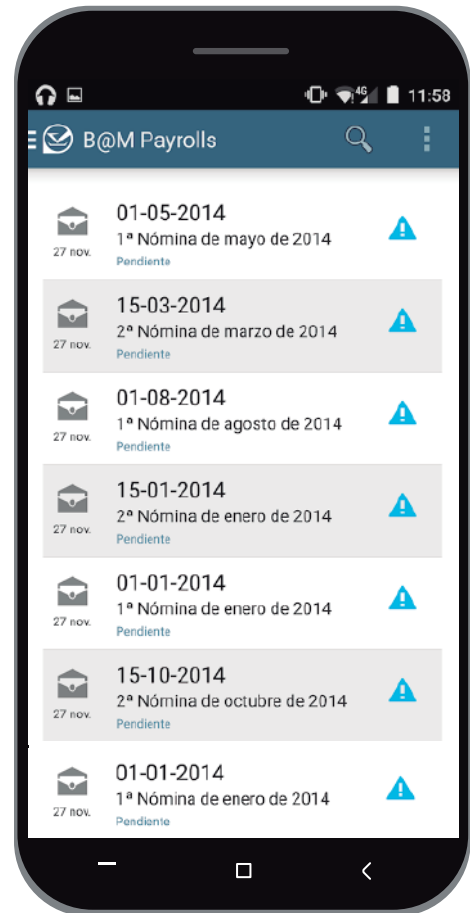 4G 11:58
B@M Payrolls
01-05-2014
1ª Nómina de mayo de 2014
27 nov.
Pendiente
15-03-2014
2ª Nómina de marzo de 2014
27 nov.
Pendiente
01-08-2014
1ª Nómina de agosto de 2014
27 nov.
Pendiente
15-01-2014
2ª Nómina de enero de 2014
27 nov.
Pendiente
01-01-2014
1ª Nómina de enero de 2014
27 nov.
Pendiente
15-10-2014
2ª Nómina de octubre de 2014
27 nov.
Pendiente
01-01-2014
1ª Nómina de enero de 2014
27 nov.
Pendiente